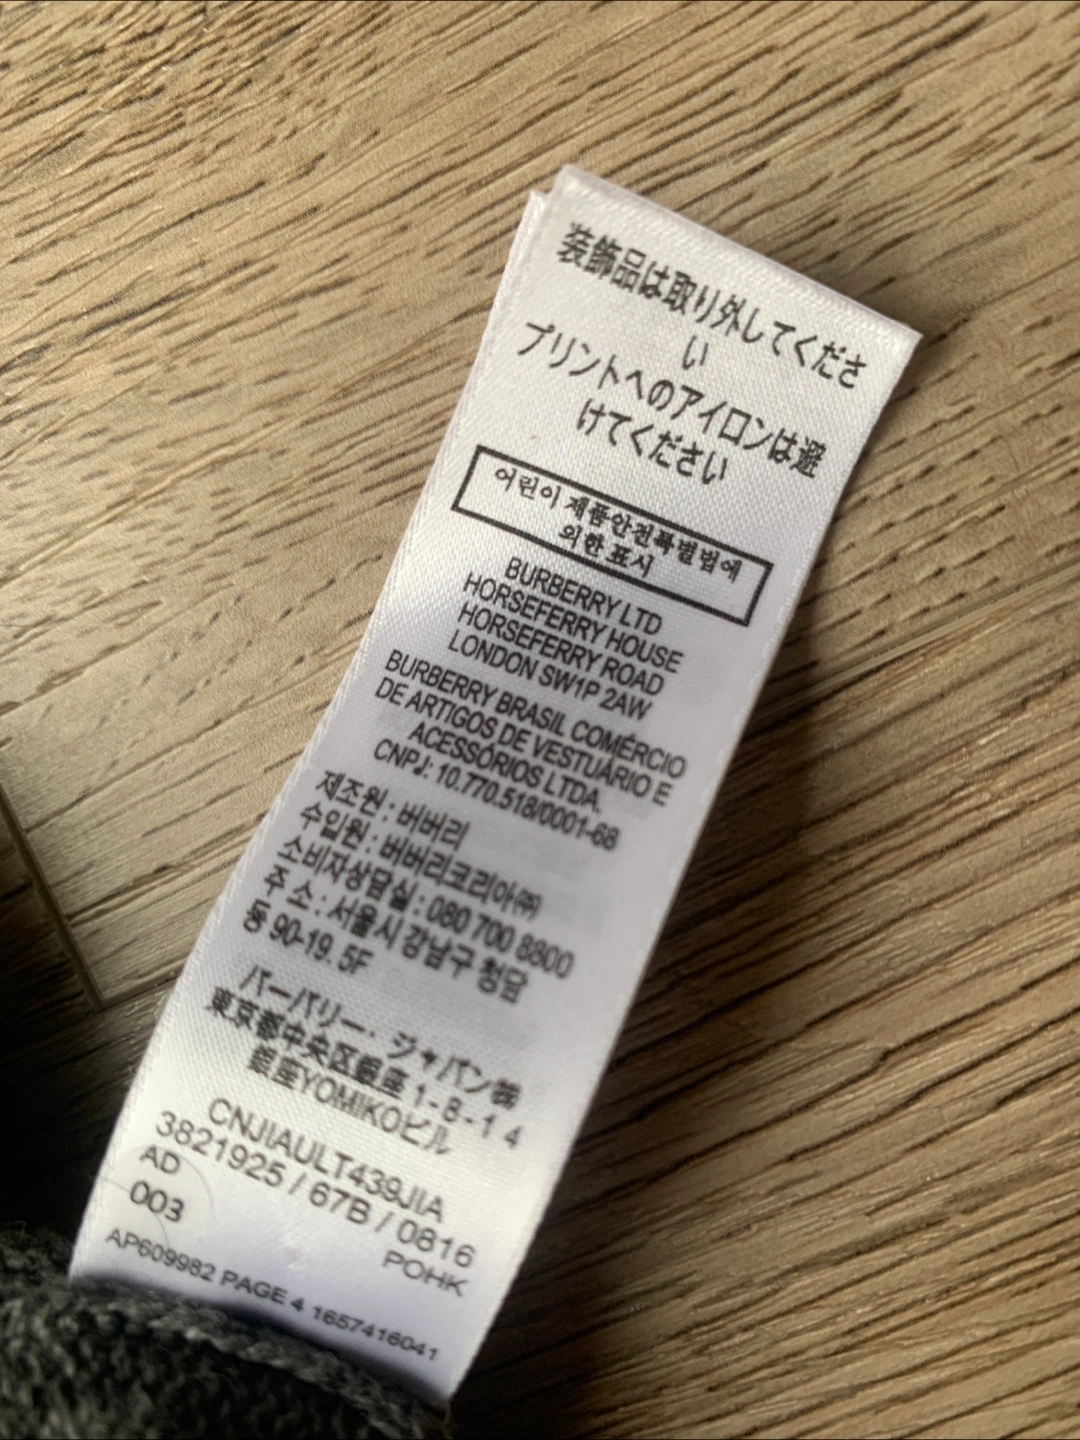 装飾品は取り外してくださ
い
プリントへのアイロンは避
けてください
어린이 제품안전특별법에
의한 표시
BURBERRY LTD
HORSEFERRY HOUSE
HORSEFERRY ROAD
LONDON SW1P 2AW
BURBERRY BRASIL COMÉRCIO
DE ARTIGOS DE VESTUÁRIO E
ACESSÓRIOS LTDA.
CNPJ: 10.770.518/0001-68
제조원 : 버버리
수입원 : 버버리코리아㈜
소비자상담실 : 080 700 8800
주 소 : 서울시 강남구 청담
동 90-19. 5F
バーバリー・ジャパン㈱
東京都中央区銀座 1-8-1 4
銀座YOMIKOビル
CNJIAULT439JIA
3821925 / 67B / 0816
AD
POHK
003
AP609982 PAGE 4 1657416041